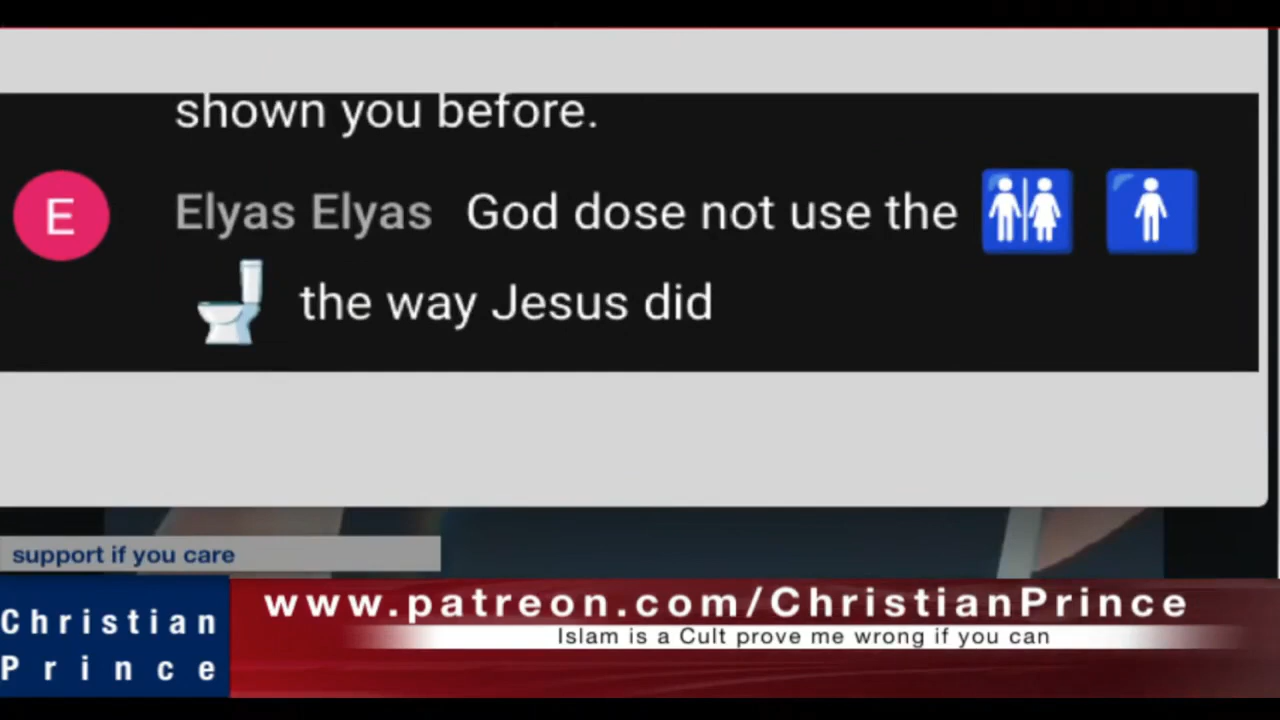 shown you before.
E
Elyas Elyas God dose not use the 🚻 🚹
🚽 the way Jesus did
support if you care
Christian
Prince
www.patreon.com/ChristianPrince
Islam is a Cult prove me wrong if you can